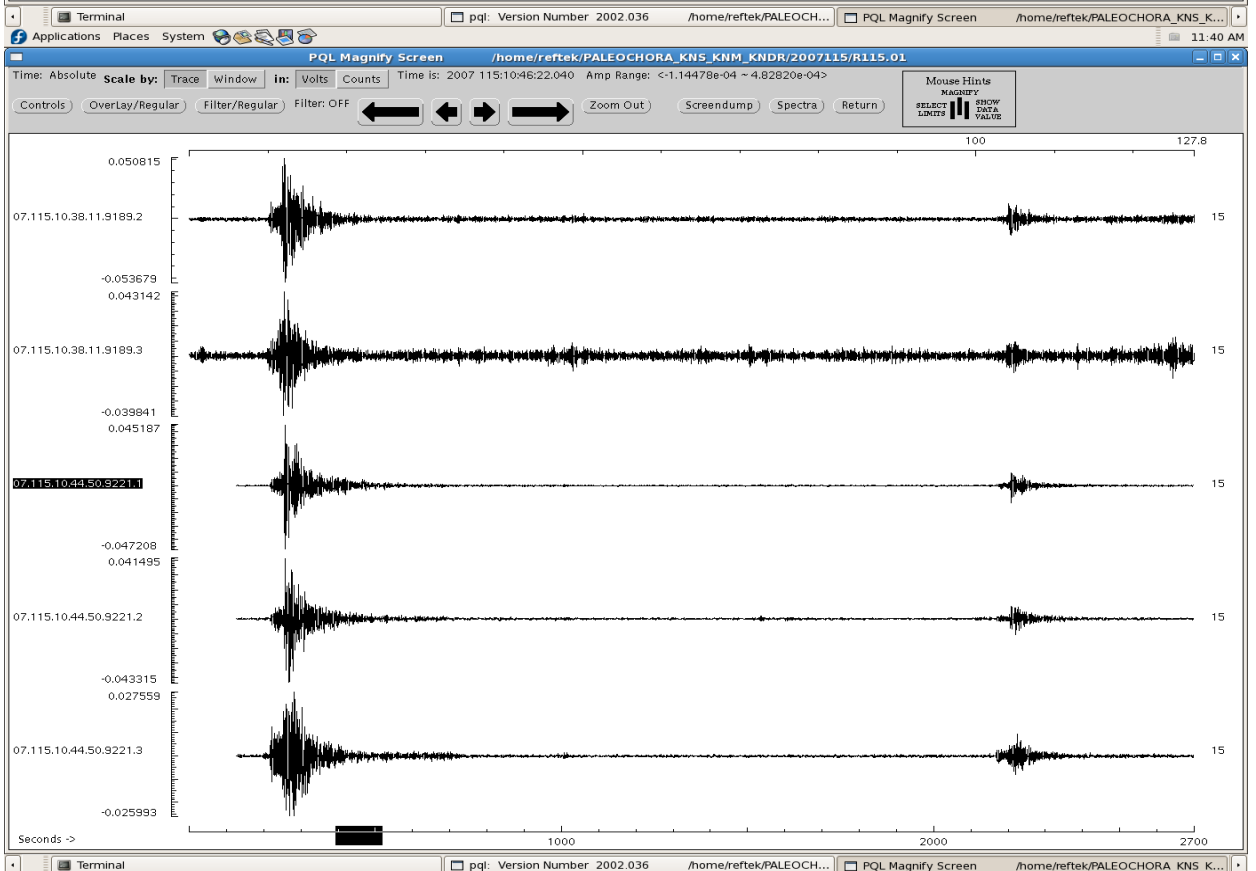 Terminal pql: Version Number 2002.036 /home/reftek/PALEOCH... PQL Magnify Screen /home/reftek/PALEOCHORA_KNS_K...
Applications Places System 11:40 AM
PQL Magnify Screen /home/reftek/PALEOCHORA_KNS_KNM_KNDR/2007115/R115.01
Time: Absolute Scale by: Trace Window in: Volts Counts Time is: 2007 115:10:46:22.040 Amp Range: <-1.14478e-04 ~ 4.82820e-04>
Controls OverLay/Regular Filter/Regular Filter: OFF Zoom Out Screendump Spectra Return
Mouse Hints
MAGNIFY
SELECT LIMITS
SHOW DATA VALUE
100 127.8
0.050815
07.115.10.38.11.9189.2 15
-0.053679
0.043142
07.115.10.38.11.9189.3 15
-0.039841
0.045187
07.115.10.44.50.9221.1 15
-0.047208
0.041495
07.115.10.44.50.9221.2 15
-0.043315
0.027559
07.115.10.44.50.9221.3 15
-0.025993
Seconds -> 1000 2000 2700
Terminal pql: Version Number 2002.036 /home/reftek/PALEOCH... PQL Magnify Screen /home/reftek/PALEOCHORA_KNS_K...